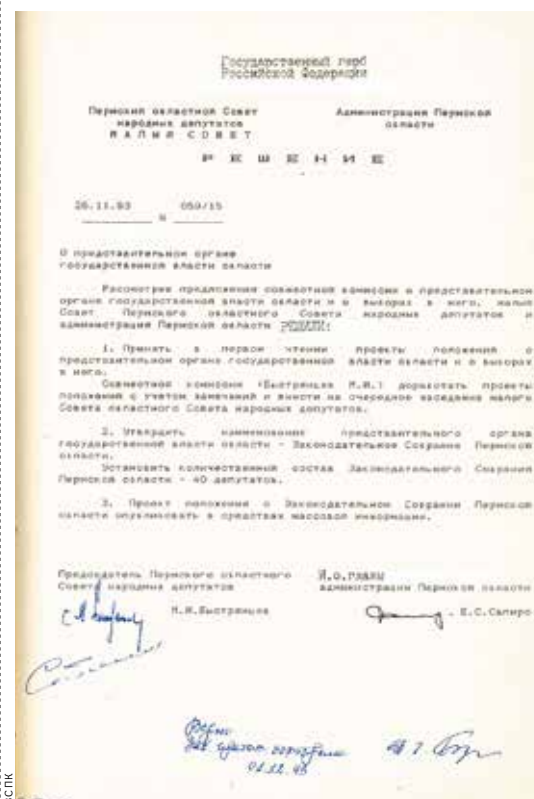 Государственный герб
Российской Федерации
Пермский областной Совет
народных депутатов
МАЛЫЙ СОВЕТ
Администрация Пермской
области
РЕШЕНИЕ
26.11.93 N 059/15
О представительном органе
государственной власти области
Рассмотрев предложения совместной комиссии о представительном
органе государственной власти области и о выборах в него, малый
Совет Пермского областного Совета народных депутатов и
администрация Пермской области РЕШИЛИ:
1. Принять в первом чтении проекты положений о
представительном органе государственной власти области и о выборах
в него.
Совместной комиссии (Быстрянцев М.И.) доработать проекты
положений с учетом замечаний и внести на очередное заседание малого
Совета областного Совета народных депутатов.
2. Утвердить наименование представительного органа
государственной власти области - Законодательное Собрание Пермской
области.
Установить количественный состав Законодательного Собрания
Пермской области - 40 депутатов.
3. Проект положения о Законодательном Собрании Пермской
области опубликовать в средствах массовой информации.
Председатель Пермского областного
Совета народных депутатов
М.И.Быстрянцев
И.о.главы
администрации Пермской области
Е.С.Сапиро
01.12.93